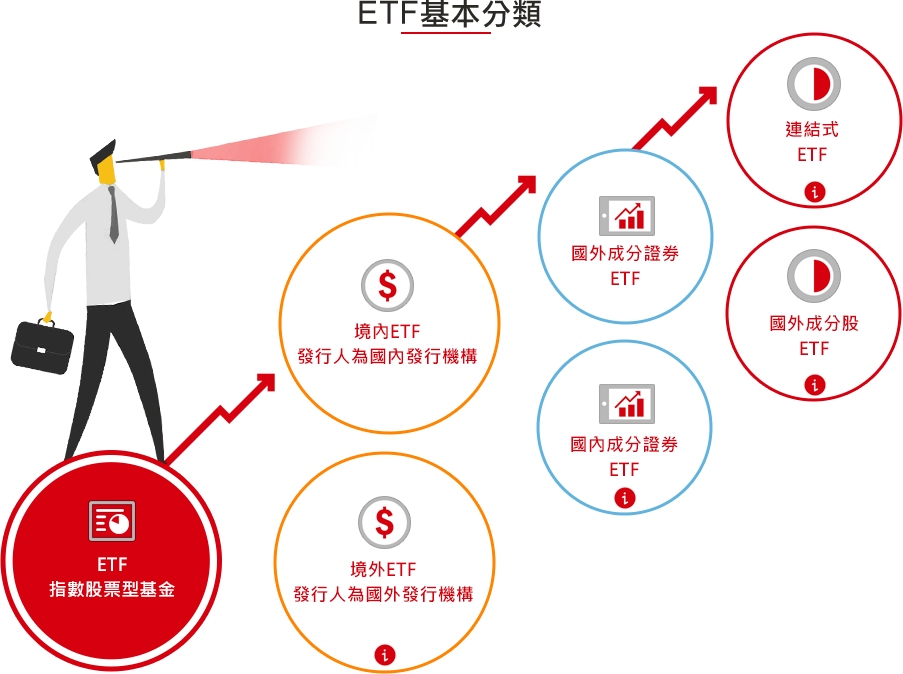 ETF基本分類
連結式
ETF
i
國外成分證券
ETF
國外成分股
ETF
i
$
境內ETF
發行人為國內發行機構
國內成分證券
ETF
i
ETF
指數股票型基金
$
境外ETF
發行人為國外發行機構
i